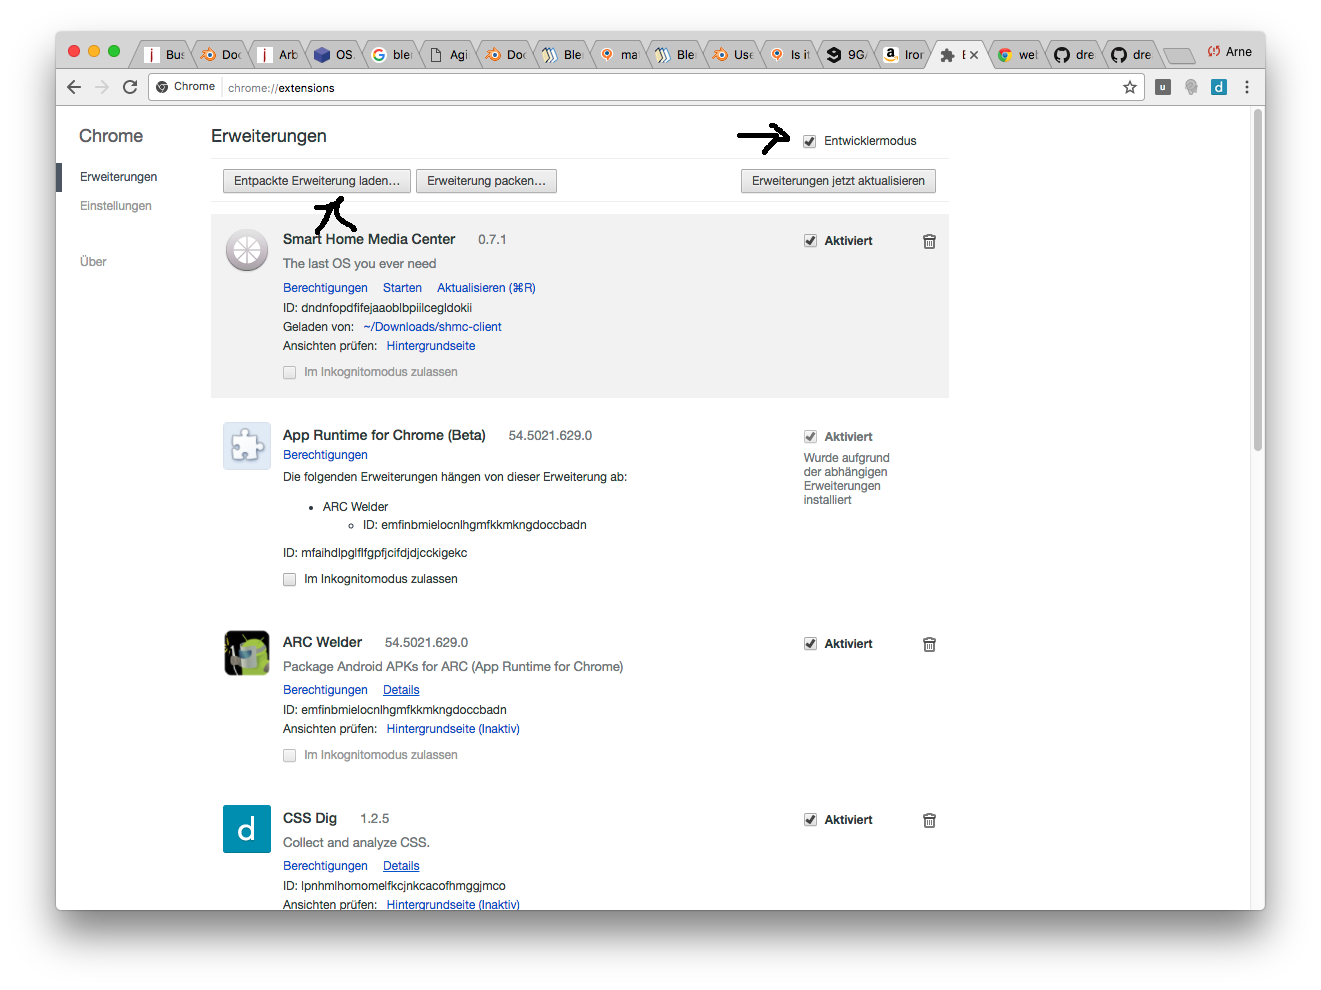 Bus
Doc
Arb
OS
blen
Agi
Doc
Ble
ma
Ble
Use
Is it
9G
Iron
E
wel
dre
dre
Arne
Chrome
chrome://extensions
Chrome
Erweiterungen
Einstellungen
Über
Erweiterungen
Entwicklermodus
Entpackte Erweiterung laden...
Erweiterung packen...
Erweiterungen jetzt aktualisieren
Smart Home Media Center 0.7.1
Aktiviert
The last OS you ever need
Berechtigungen Starten Aktualisieren (⌘R)
ID: dndnfopdfifejaaoblbpiilcegldokii
Geladen von: ~/Downloads/shmc-client
Ansichten prüfen: Hintergrundseite
Im Inkognitomodus zulassen
App Runtime for Chrome (Beta) 54.5021.629.0
Aktiviert
Wurde aufgrund
der abhängigen
Erweiterungen
installiert
Berechtigungen
Die folgenden Erweiterungen hängen von dieser Erweiterung ab:
• ARC Welder
◦ ID: emfinbmielocnlhgmfkkmkngdoccbadn
ID: mfaihdlpglflfgpfjcifdjdjcckigekc
Im Inkognitomodus zulassen
ARC Welder 54.5021.629.0
Aktiviert
Package Android APKs for ARC (App Runtime for Chrome)
Berechtigungen Details
ID: emfinbmielocnlhgmfkkmkngdoccbadn
Ansichten prüfen: Hintergrundseite (Inaktiv)
Im Inkognitomodus zulassen
d
CSS Dig 1.2.5
Aktiviert
Collect and analyze CSS.
Berechtigungen Details
ID: lpnhmlhomomelfkcjnkcacofhmggjmco
Ansichten prüfen: Hintergrundseite (Inaktiv)